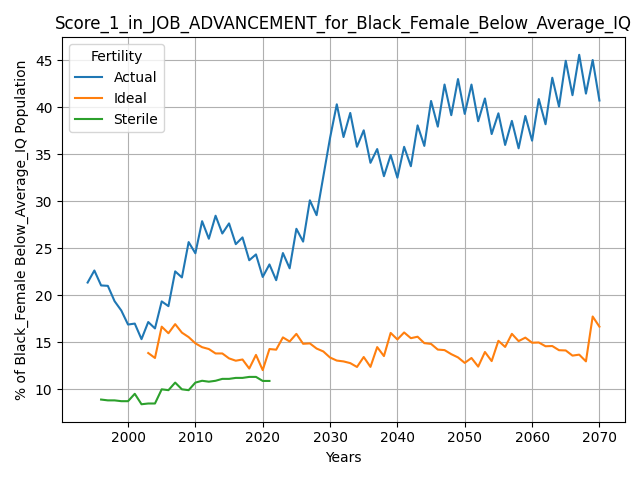 Score_1_in_JOB_ADVANCEMENT_for_Black_Female_Below_Average_IQ
Fertility
Actual
Ideal
Sterile
% of Black_Female Below_Average_IQ Population
45
40
35
30
25
20
15
10
2000 2010 2020 2030 2040 2050 2060 2070
Years